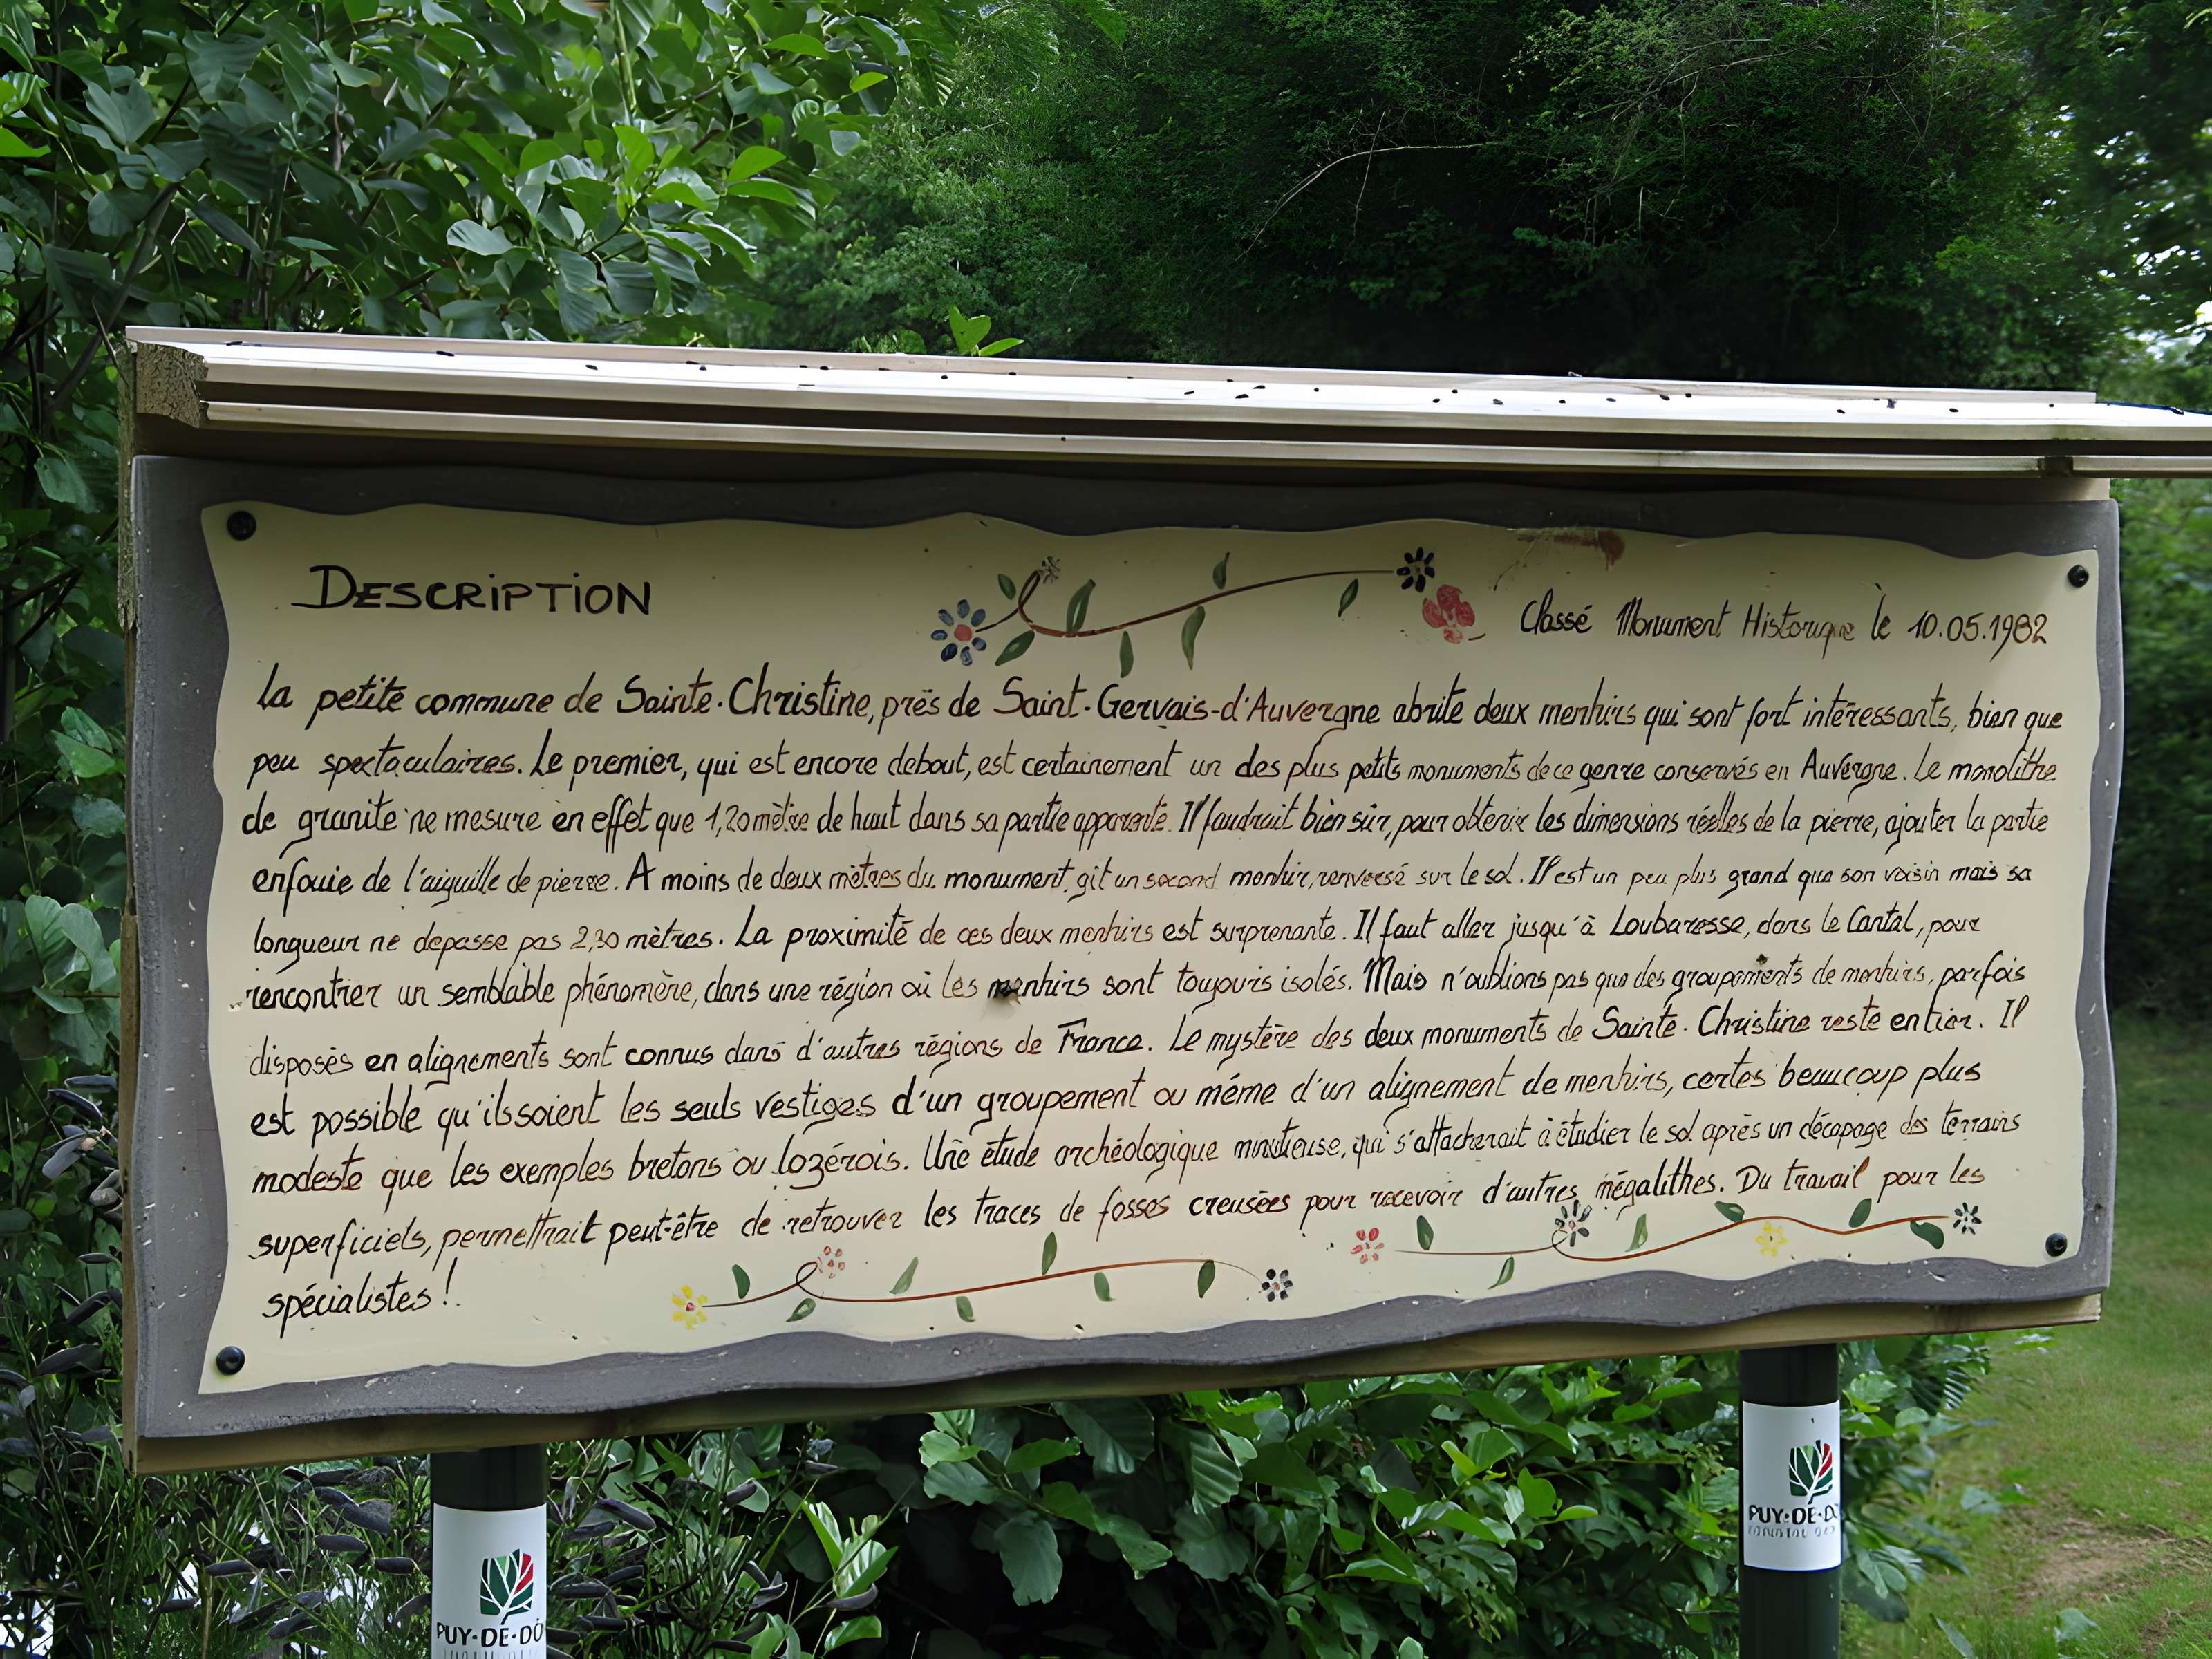 DESCRIPTION
Classé Monument Historique le 10.05.1982
La petite commune de Sainte-Christine, près de Saint-Gervais-d'Auvergne abrite deux menhirs qui sont fort intéressants, bien que
peu spectaculaires. Le premier, qui est encore debout, est certainement un des plus petits monuments de ce genre conservés en Auvergne. Le monolithe
de granite ne mesure en effet que 1,20 mètre de haut dans sa partie apparente. Il faudrait bien sûr, pour obtenir les dimensions réelles de la pierre, ajouter la partie
enfouie de l'aiguille de pierre. A moins de deux mètres du monument, gît un second menhir, renversé sur le sol. Il est un peu plus grand que son voisin mais sa
longueur ne dépasse pas 2,30 mètres. La proximité de ces deux menhirs est surprenante. Il faut aller jusqu'à Loubaresse, dans le Cantal, pour
rencontrer un semblable phénomène, dans une région où les menhirs sont toujours isolés. Mais n'oublions pas que des groupements de menhirs, parfois
disposés en alignements sont connus dans d'autres régions de France. Le mystère des deux monuments de Sainte-Christine reste entier. Il
est possible qu'ils soient les seuls vestiges d'un groupement ou même d'un alignement de menhirs, certes beaucoup plus
modeste que les exemples bretons ou lozérois. Une étude archéologique minutieuse, qui s'attacherait à étudier le sol après un décapage des terrains
superficiels, permettrait peut-être de retrouver les traces de fosses creusées pour recevoir d'autres mégalithes. Du travail pour les
spécialistes !
PUY-DE-DÔ
PUY-DE-D